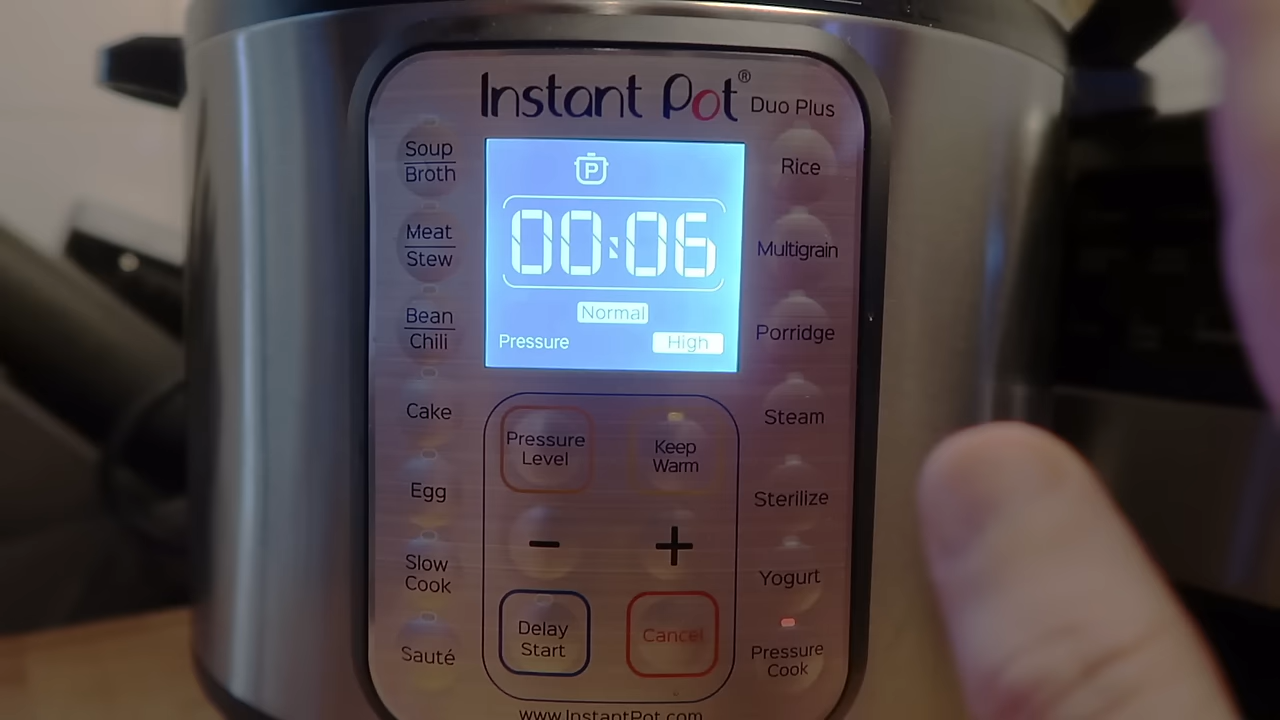 Instant Pot® Duo Plus
Soup
Broth
Meat
Stew
Bean
Chili
Cake
Egg
Slow
Cook
Sauté
P
00:06
Normal
Pressure High
Pressure
Level
Keep
Warm
- +
Delay
Start
Cancel
Rice
Multigrain
Porridge
Steam
Sterilize
Yogurt
Pressure
Cook
www.InstantPot.com